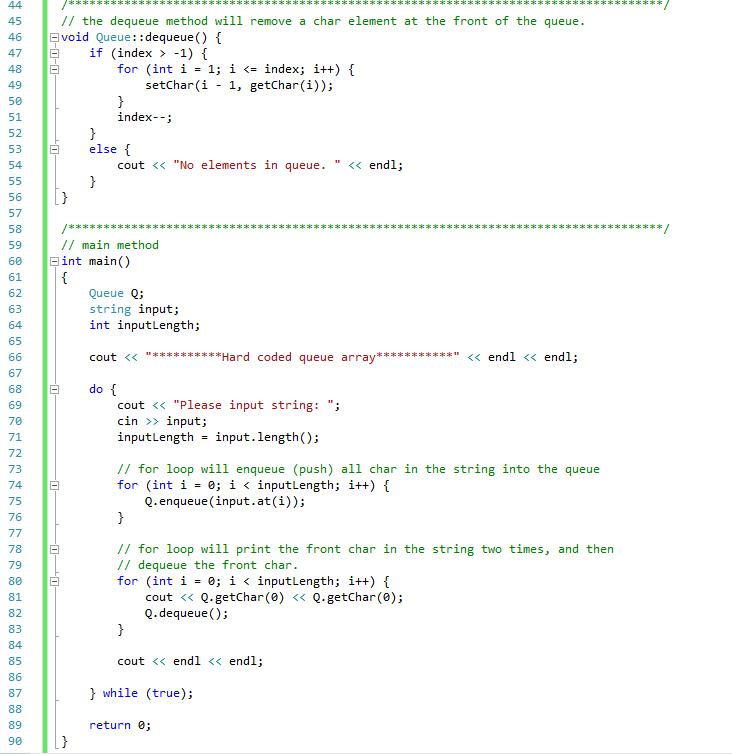 44 /*************************************************************************************/
45 // the dequeue method will remove a char element at the front of the queue.
46 void Queue::dequeue() {
47     if (index > -1) {
48         for (int i = 1; i <= index; i++) {
49             setChar(i - 1, getChar(i));
50         }
51         index--;
52     }
53     else {
54         cout << "No elements in queue. " << endl;
55     }
56 }
57
58 /*************************************************************************************/
59 // main method
60 int main()
61 {
62     Queue Q;
63     string input;
64     int inputLength;
65
66     cout << "**********Hard coded queue array***********" << endl << endl;
67
68     do {
69         cout << "Please input string: ";
70         cin >> input;
71         inputLength = input.length();
72
73         // for loop will enqueue (push) all char in the string into the queue
74         for (int i = 0; i < inputLength; i++) {
75             Q.enqueue(input.at(i));
76         }
77
78         // for loop will print the front char in the string two times, and then
79         // dequeue the front char.
80         for (int i = 0; i < inputLength; i++) {
81             cout << Q.getChar(0) << Q.getChar(0);
82             Q.dequeue();
83         }
84
85         cout << endl << endl;
86
87     } while (true);
88
89     return 0;
90 }